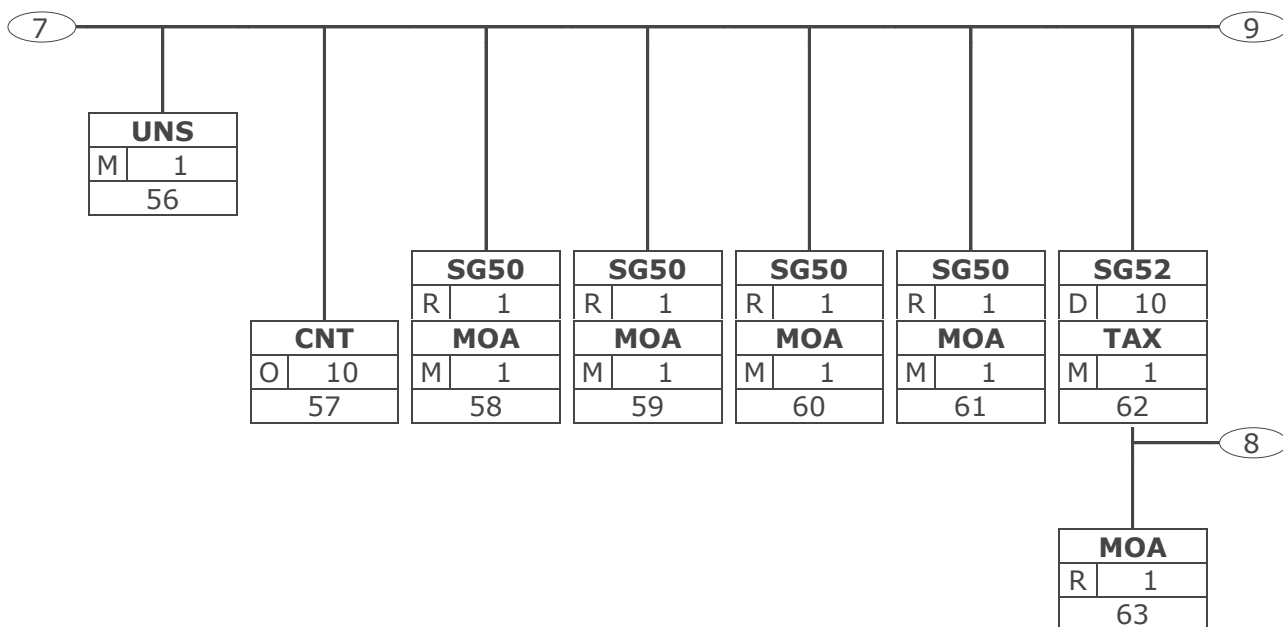 7
9
UNS
M 1
56
SG50 SG50 SG50 SG50 SG52
R 1 R 1 R 1 R 1 D 10
CNT MOA MOA MOA MOA TAX
O 10 M 1 M 1 M 1 M 1 M 1
57 58 59 60 61 62
8
MOA
R 1
63